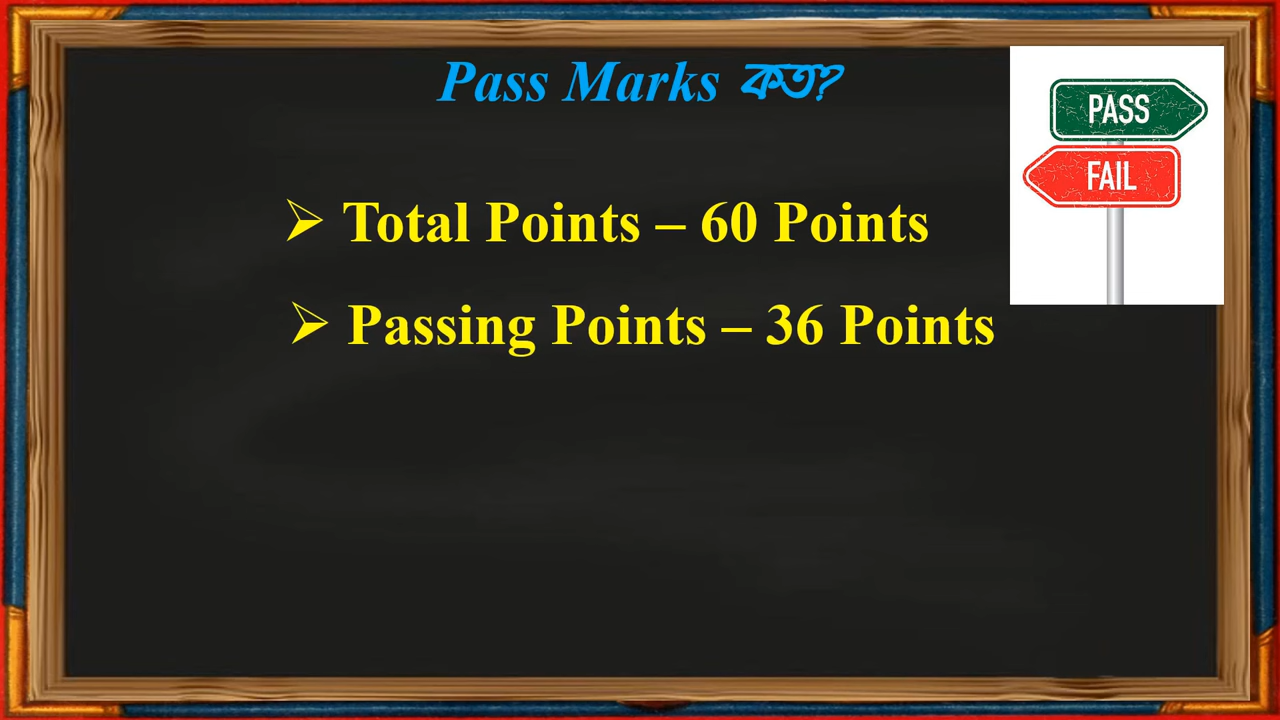 Pass Marks কত?
PASS
FAIL
➢ Total Points – 60 Points
➢ Passing Points – 36 Points